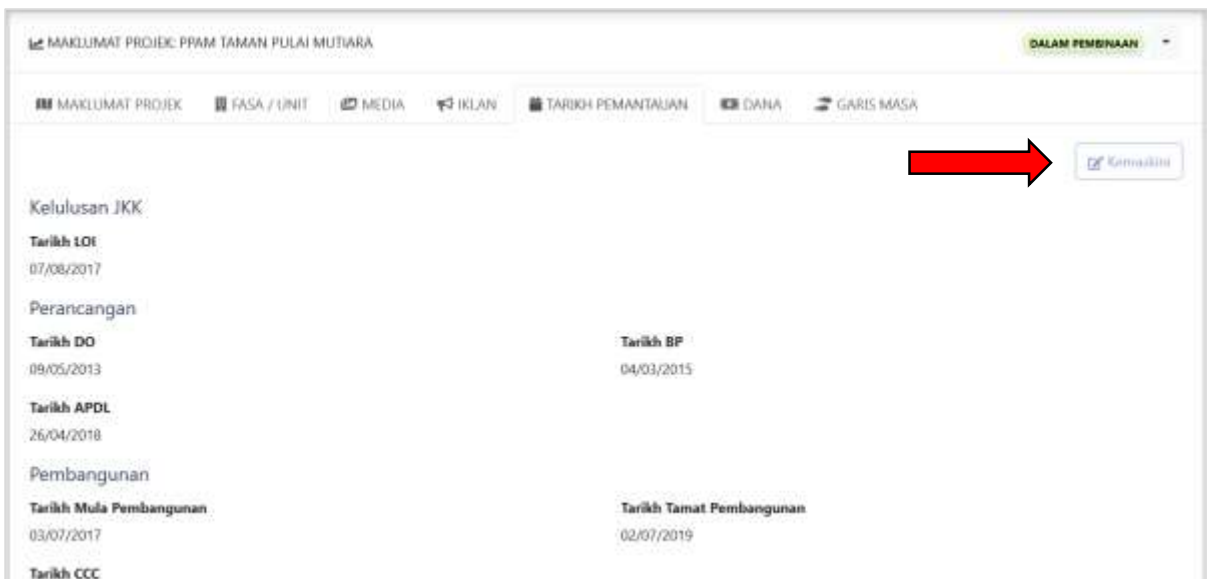 MAKLUMAT PROJEK: PPAM TAMAN PULAI MUTIARA
DALAM PEMBINAAN
MAKLUMAT PROJEK FASA / UNIT MEDIA IKLAN TARIKH PEMANTAUAN DANA GARIS MASA
Kemaskini
Kelulusan JKK
Tarikh LOI
07/08/2017
Perancangan
Tarikh DO Tarikh BP
09/05/2013 04/03/2015
Tarikh APDL
26/04/2018
Pembangunan
Tarikh Mula Pembangunan Tarikh Tamat Pembangunan
03/07/2017 02/07/2019
Tarikh CCC